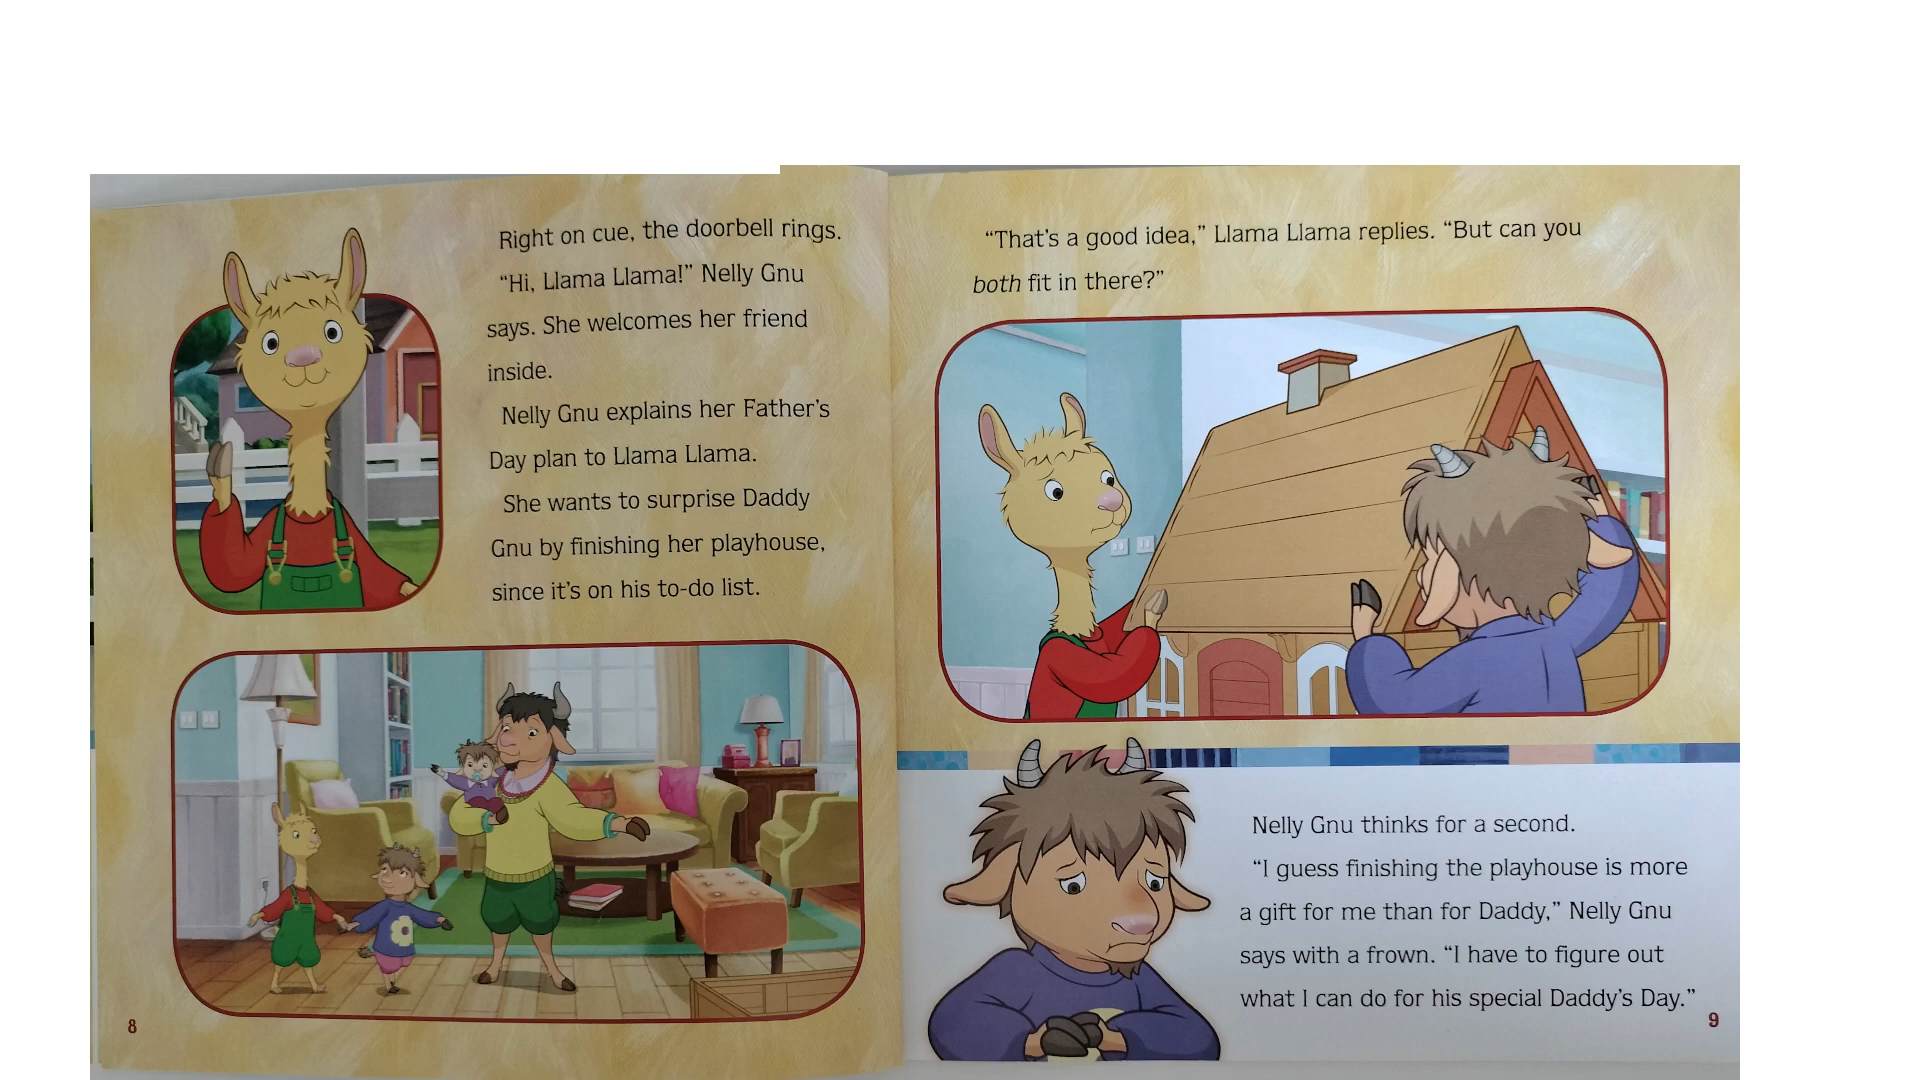 Right on cue, the doorbell rings.
“Hi, Llama Llama!” Nelly Gnu
says. She welcomes her friend
inside.
Nelly Gnu explains her Father’s
Day plan to Llama Llama.
She wants to surprise Daddy
Gnu by finishing her playhouse,
since it’s on his to-do list.
8
“That’s a good idea,” Llama Llama replies. “But can you
both fit in there?”
Nelly Gnu thinks for a second.
“I guess finishing the playhouse is more
a gift for me than for Daddy,” Nelly Gnu
says with a frown. “I have to figure out
what I can do for his special Daddy’s Day.”
9